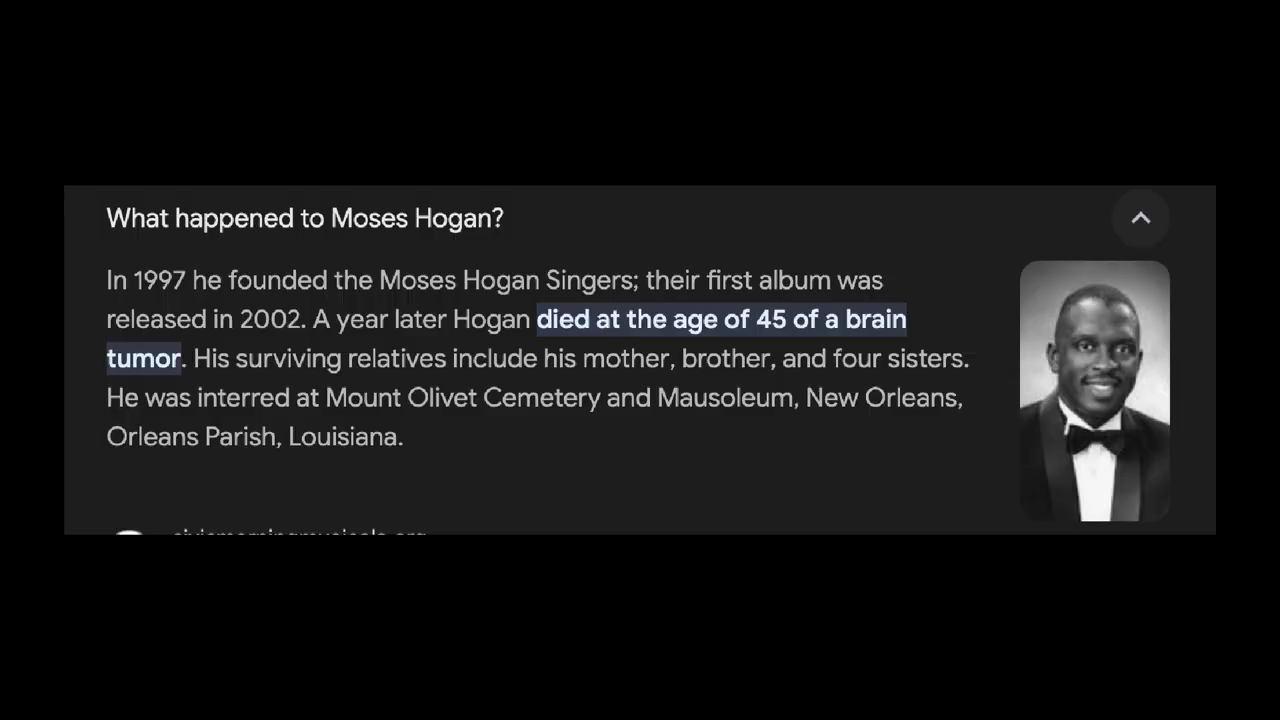 What happened to Moses Hogan?
In 1997 he founded the Moses Hogan Singers; their first album was
released in 2002. A year later Hogan died at the age of 45 of a brain
tumor. His surviving relatives include his mother, brother, and four sisters.
He was interred at Mount Olivet Cemetery and Mausoleum, New Orleans,
Orleans Parish, Louisiana.